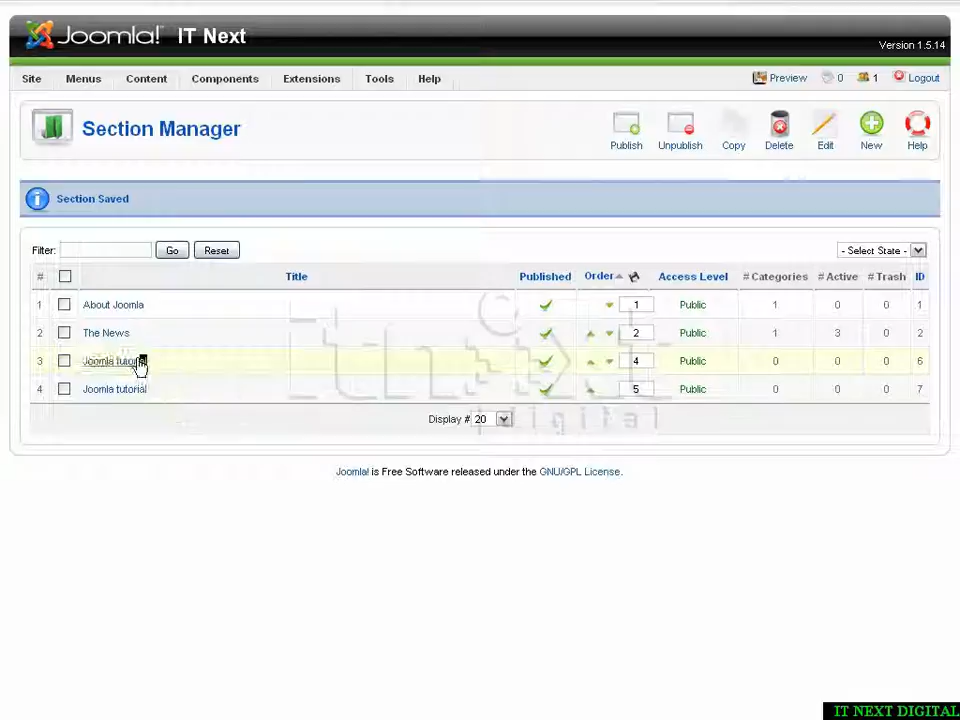 Joomla! IT Next
Version 1.5.14
Site Menus Content Components Extensions Tools Help Preview 0 1 Logout
Section Manager
Publish Unpublish Copy Delete Edit New Help
Section Saved
Filter: Go Reset - Select State -
# Title Published Order Access Level # Categories # Active # Trash ID
1 About Joomla 1 Public 1 0 0 1
2 The News 2 Public 1 3 0 2
3 Joomla tutorial 4 Public 0 0 0 6
4 Joomla tutorial 5 Public 0 0 0 7
Display # 20
Joomla! is Free Software released under the GNU/GPL License.
©
itnext
digital
IT NEXT DIGITAL